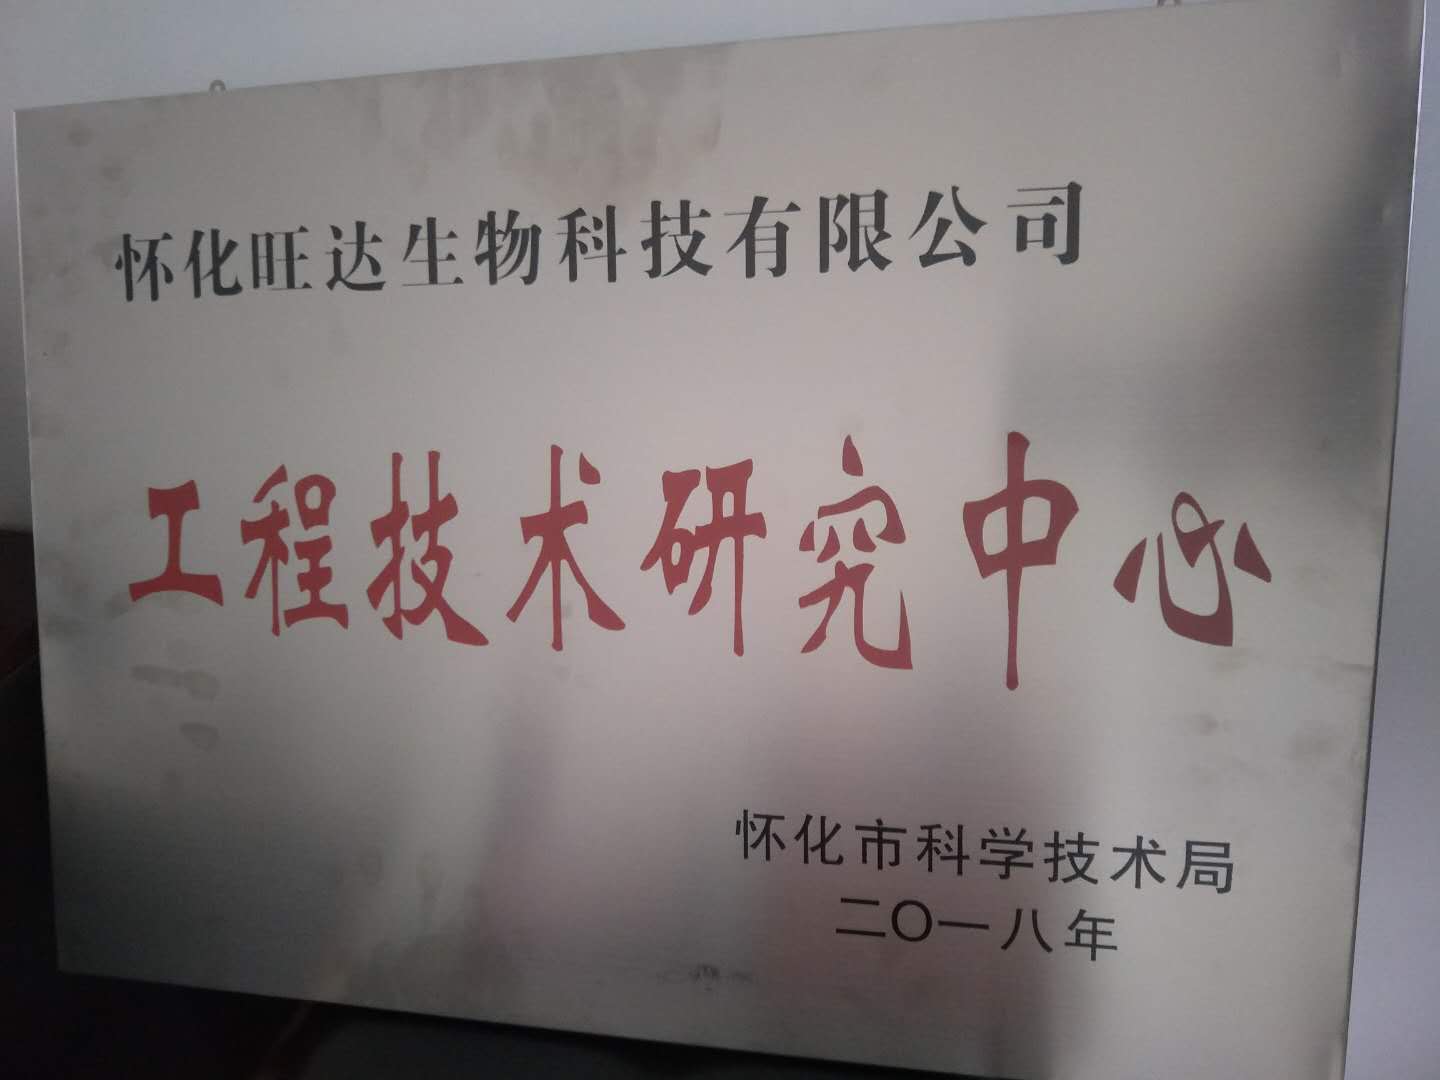 怀化旺达生物科技有限公司
工程技术研究中心
怀化市科学技术局
二〇一八年